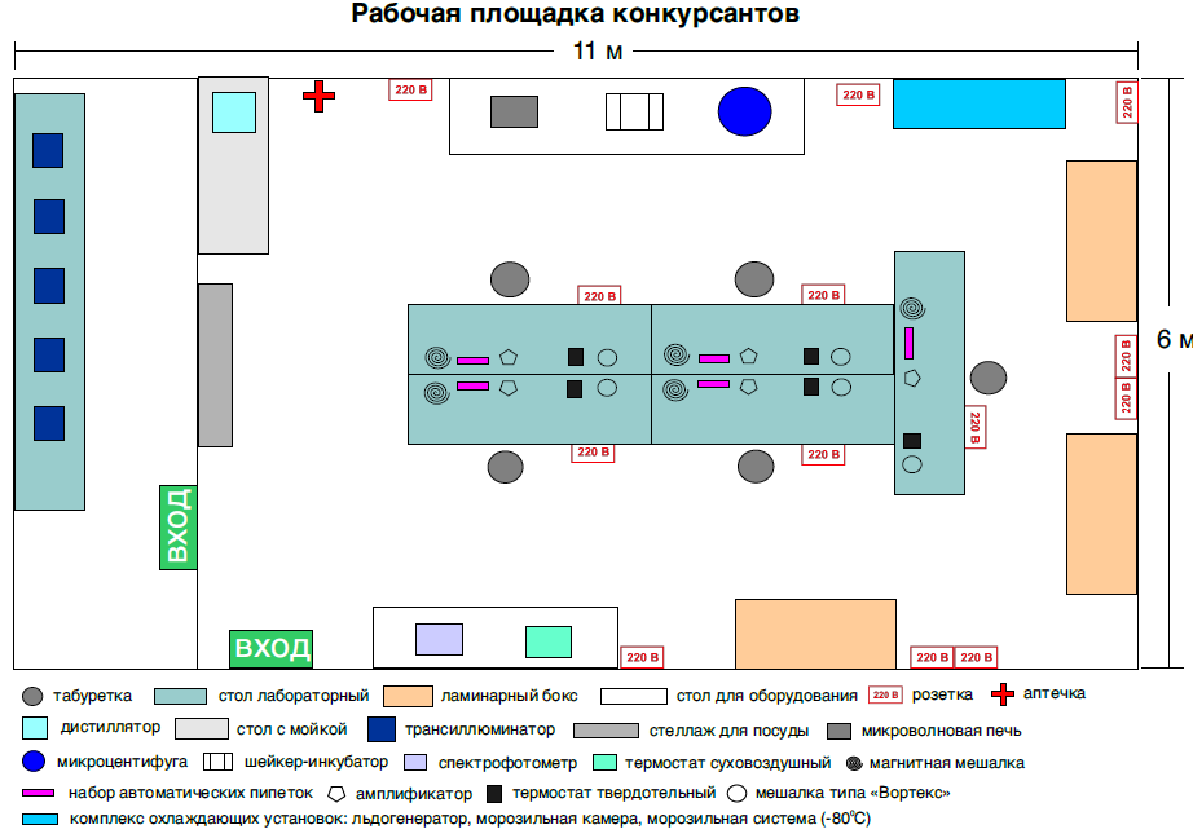 Рабочая площадка конкурсантов
11 м
220 В
220 В
220 В
220 В
220 В
6 м
220 В
220 В
220 В
220 В
220 В
ВХОД
ВХОД
220 В
220 В
220 В
табуретка
стол лабораторный
ламинарный бокс
стол для оборудования
220 В
розетка
аптечка
дистиллятор
стол с мойкой
трансиллюминатор
стеллаж для посуды
микроволновая печь
микроцентифуга
шейкер-инкубатор
спектрофотометр
термостат суховоздушный
магнитная мешалка
набор автоматических пипеток
амплификатор
термостат твердотельный
мешалка типа «Вортекс»
комплекс охлаждающих установок: льдогенератор, морозильная камера, морозильная система (-80⁰С)